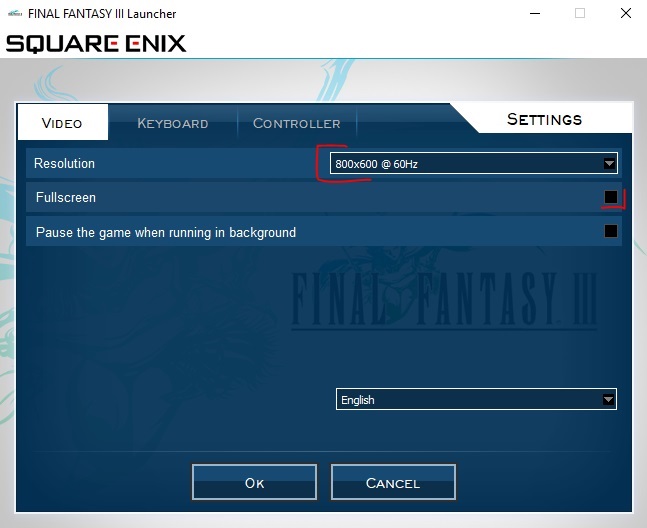 FINAL FANTASY III Launcher
SQUARE ENIX
VIDEO KEYBOARD CONTROLLER SETTINGS
Resolution 800x600 @ 60Hz
Fullscreen
Pause the game when running in background
FINAL FANTASY III
English
OK CANCEL